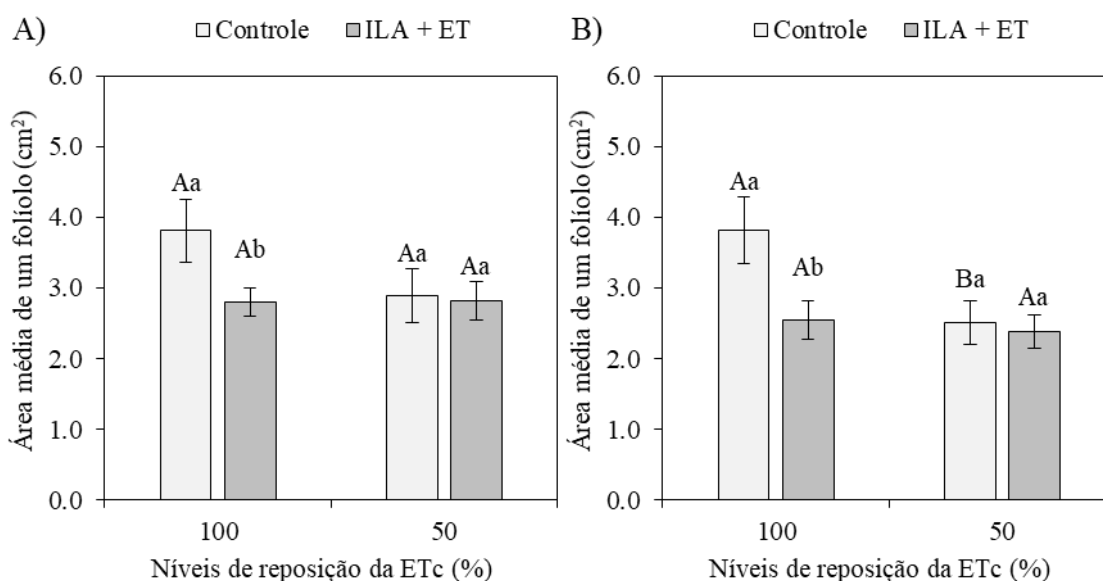 A) Controle ILA + ET
Área média de um folíolo (cm²)
6.0
5.0
4.0
3.0
2.0
1.0
0.0
Aa
Ab
Aa
Aa
100 50
Níveis de reposição da ETc (%)
B) Controle ILA + ET
Área média de um folíolo (cm²)
6.0
5.0
4.0
3.0
2.0
1.0
0.0
Aa
Ab
Ba
Aa
100 50
Níveis de reposição da ETc (%)